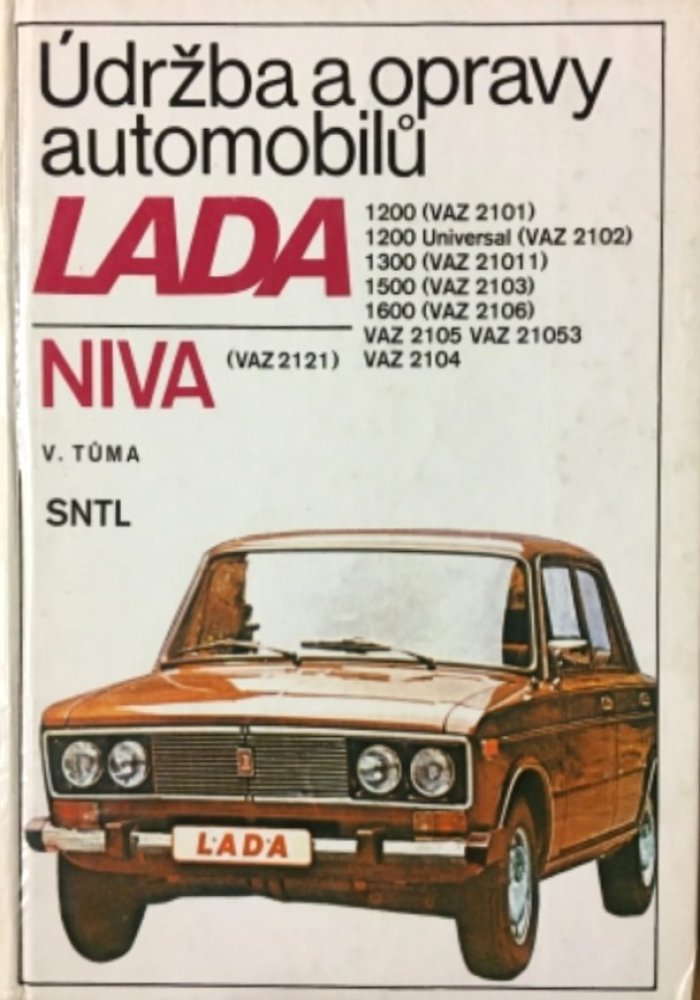 Údržba a opravy
automobilů
LADA
1200 (VAZ 2101)
1200 Universal (VAZ 2102)
1300 (VAZ 21011)
1500 (VAZ 2103)
1600 (VAZ 2106)
VAZ 2105 VAZ 21053
VAZ 2104
NIVA (VAZ 2121)
V. TŮMA
SNTL
L·A·D·A